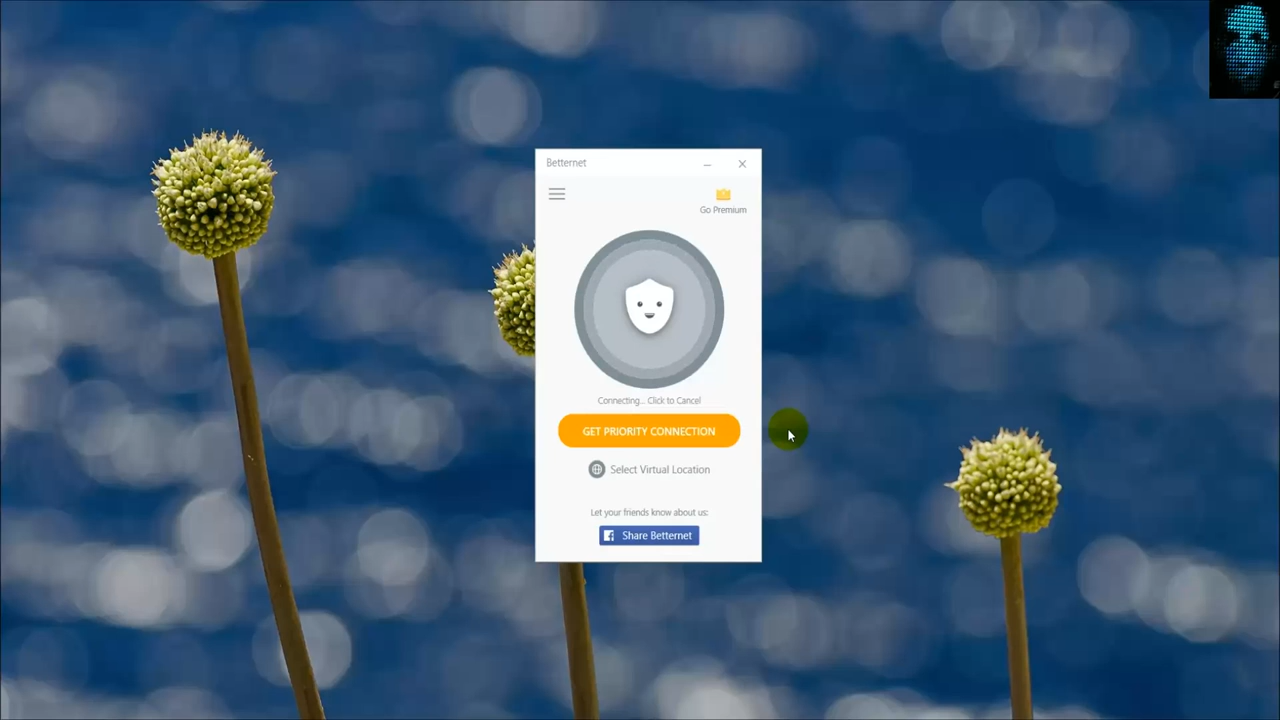 Betternet
Go Premium
Connecting... Click to Cancel
GET PRIORITY CONNECTION
Select Virtual Location
Let your friends know about us:
Share Betternet